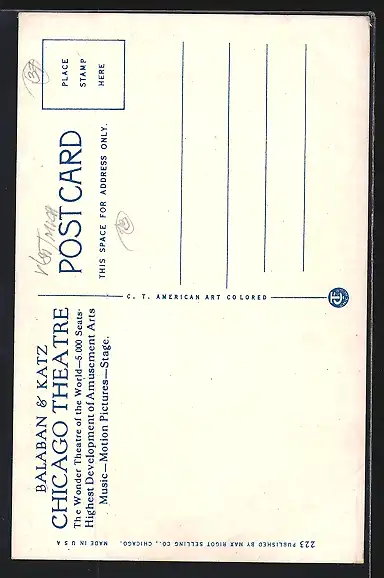 BALABAN & KATZ
CHICAGO THEATRE
The Wonder Theatre of the World—5,000 Seats-
Highest Development of Amusement Arts
Music—Motion Pictures—Stage.
POST CARD
THIS SPACE FOR ADDRESS ONLY.
PLACE
STAMP
HERE
C. T. AMERICAN ART COLORED
223 PUBLISHED BY MAX RIGOT SELLING CO., CHICAGO. MADE IN U S A